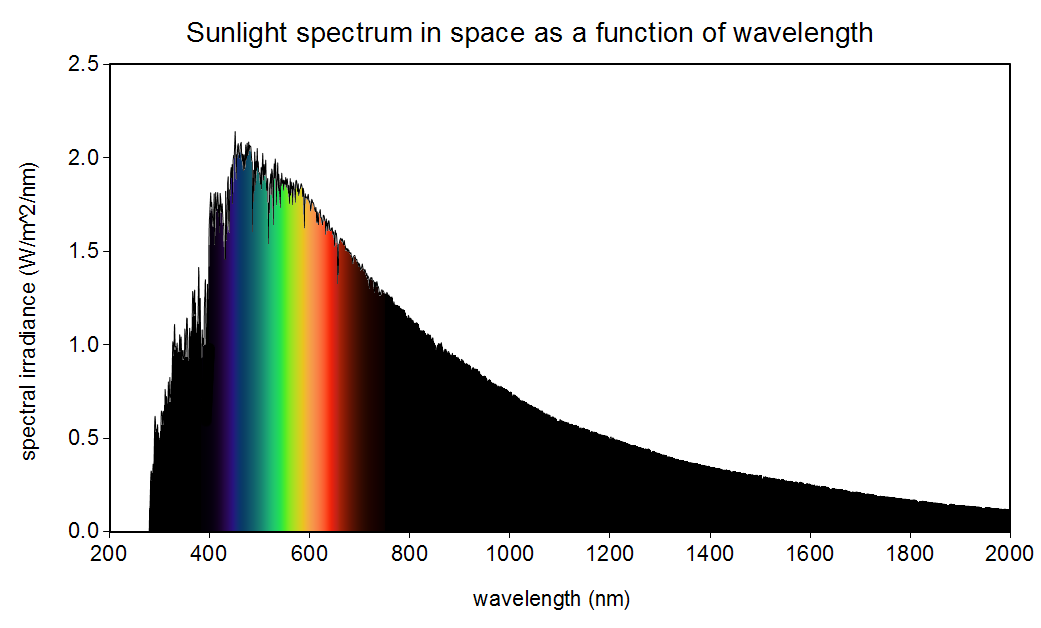 Sunlight spectrum in space as a function of wavelength
2.5
2.0
1.5
1.0
0.5
0.0
spectral irradiance (W/m^2/nm)
200 400 600 800 1000 1200 1400 1600 1800 2000
wavelength (nm)